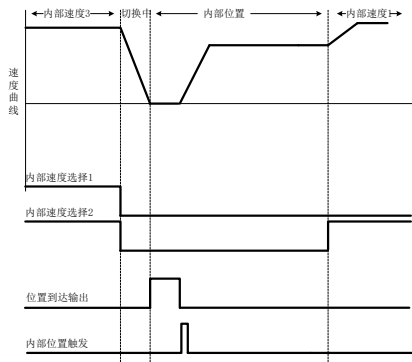 内部速度3 切换中 内部位置 内部速度1
速度曲线
内部速度选择1
内部速度选择2
位置到达输出
内部位置触发